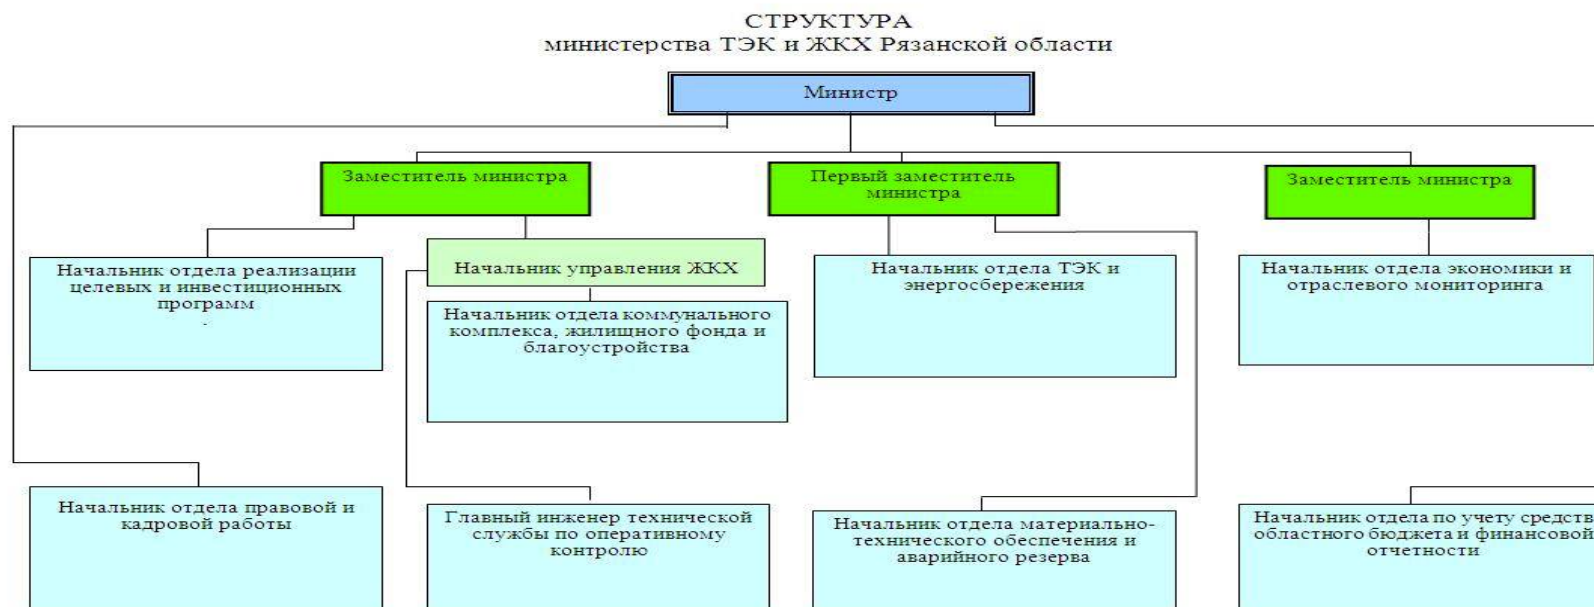 СТРУКТУРА
министерства ТЭК и ЖКХ Рязанской области
Министр
Заместитель министра
Первый заместитель
министра
Заместитель министра
Начальник отдела реализации
целевых и инвестиционных
программ
.
Начальник управления ЖКХ
Начальник отдела коммунального
комплекса, жилищного фонда и
благоустройства
Начальник отдела ТЭК и
энергосбережения
Начальник отдела экономики и
отраслевого мониторинга
Начальник отдела правовой и
кадровой работы
Главный инженер технической
службы по оперативному
контролю
Начальник отдела материально-
технического обеспечения и
аварийного резерва
Начальник отдела по учету средств
областного бюджета и финансовой
отчетности